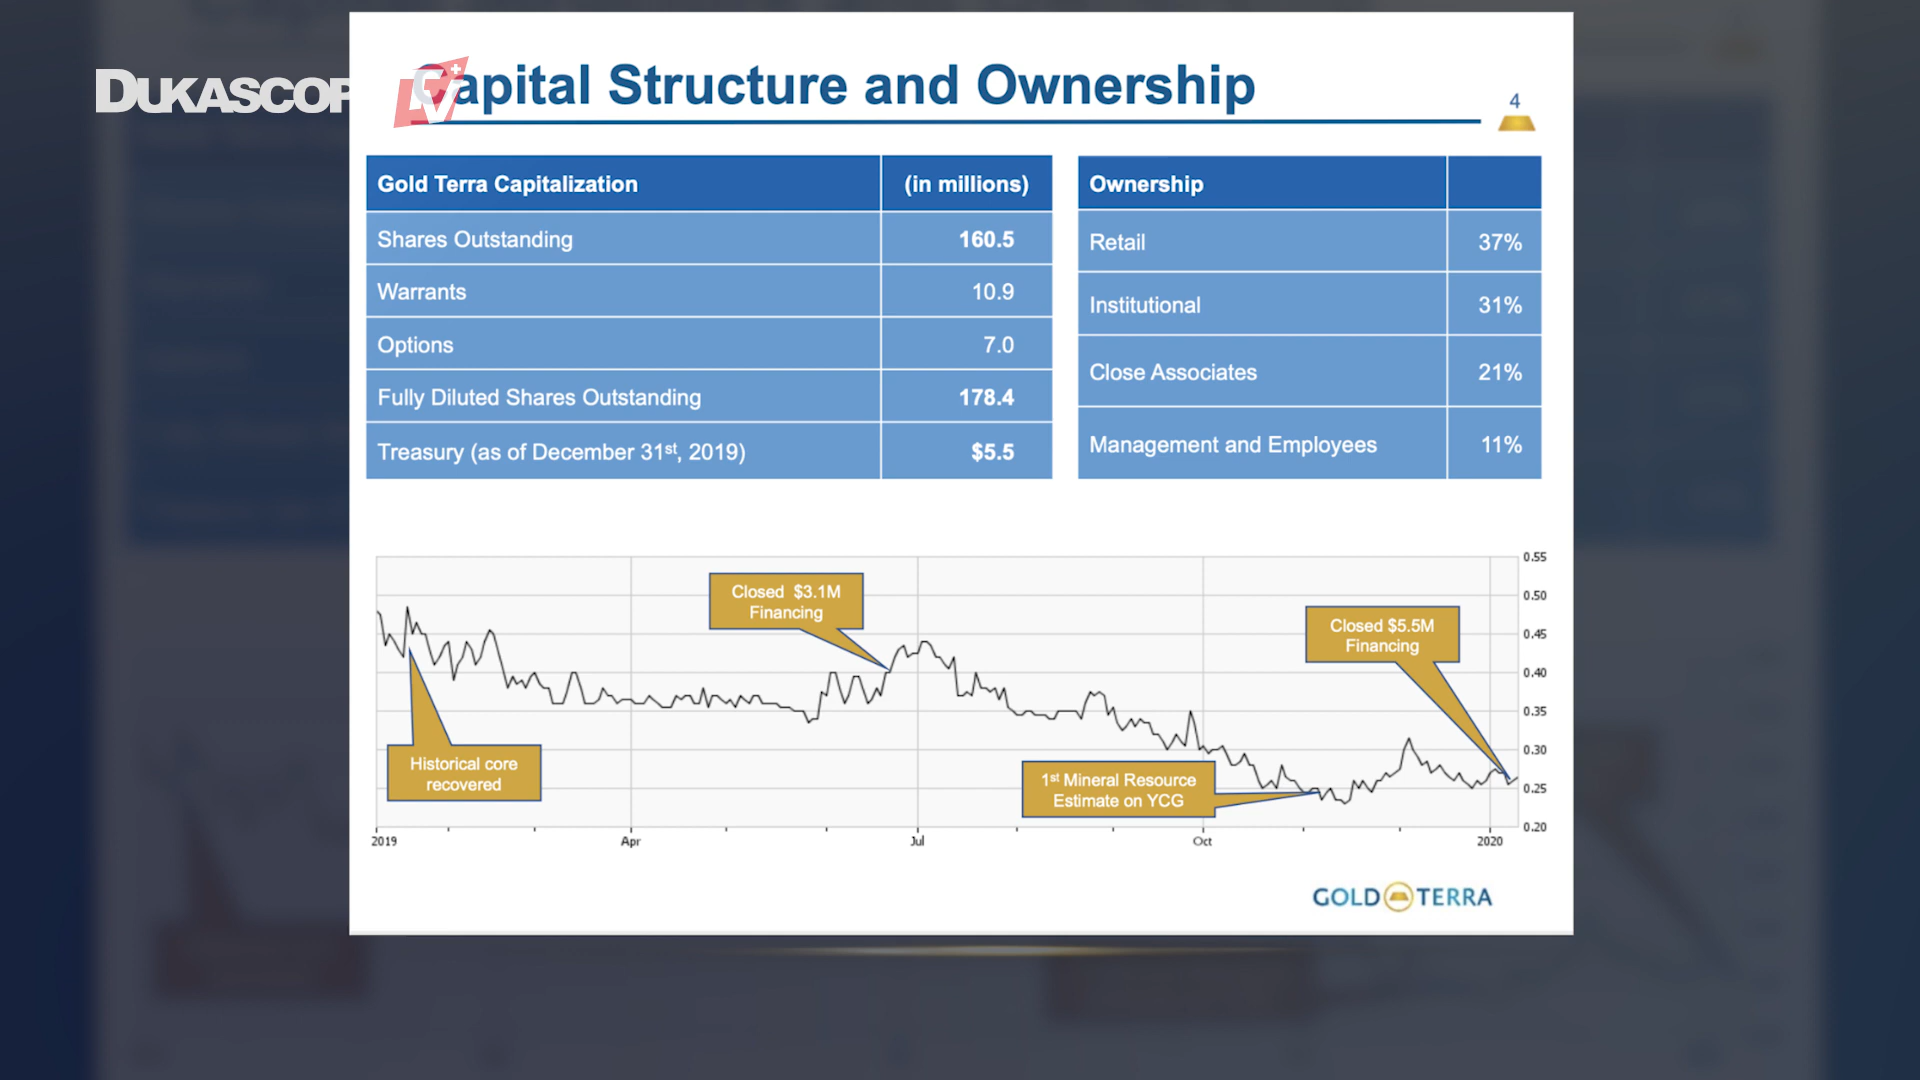 DUKASCOP
Capital Structure and Ownership
4
Gold Terra Capitalization (in millions)
Shares Outstanding 160.5
Warrants 10.9
Options 7.0
Fully Diluted Shares Outstanding 178.4
Treasury (as of December 31st, 2019) $5.5
Ownership
Retail 37%
Institutional 31%
Close Associates 21%
Management and Employees 11%
0.55
0.50
0.45
0.40
0.35
0.30
0.25
0.20
Closed $3.1M
Financing
Closed $5.5M
Financing
Historical core
recovered
1st Mineral Resource
Estimate on YCG
2019 Apr Jul Oct 2020
GOLD TERRA